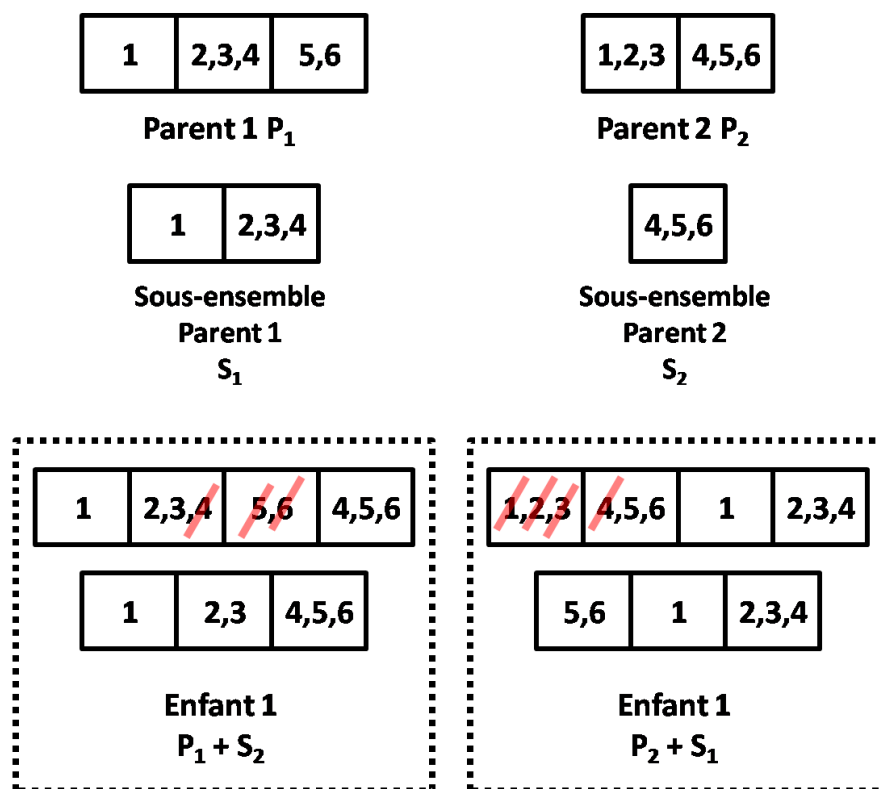 1 2,3,4 5,6
Parent 1 P₁
1,2,3 4,5,6
Parent 2 P₂
1 2,3,4
Sous-ensemble
Parent 1
S₁
4,5,6
Sous-ensemble
Parent 2
S₂
1 2,3,4 5,6 4,5,6
1 2,3 4,5,6
Enfant 1
P₁ + S₂
1,2,3 4,5,6 1 2,3,4
5,6 1 2,3,4
Enfant 1
P₂ + S₁